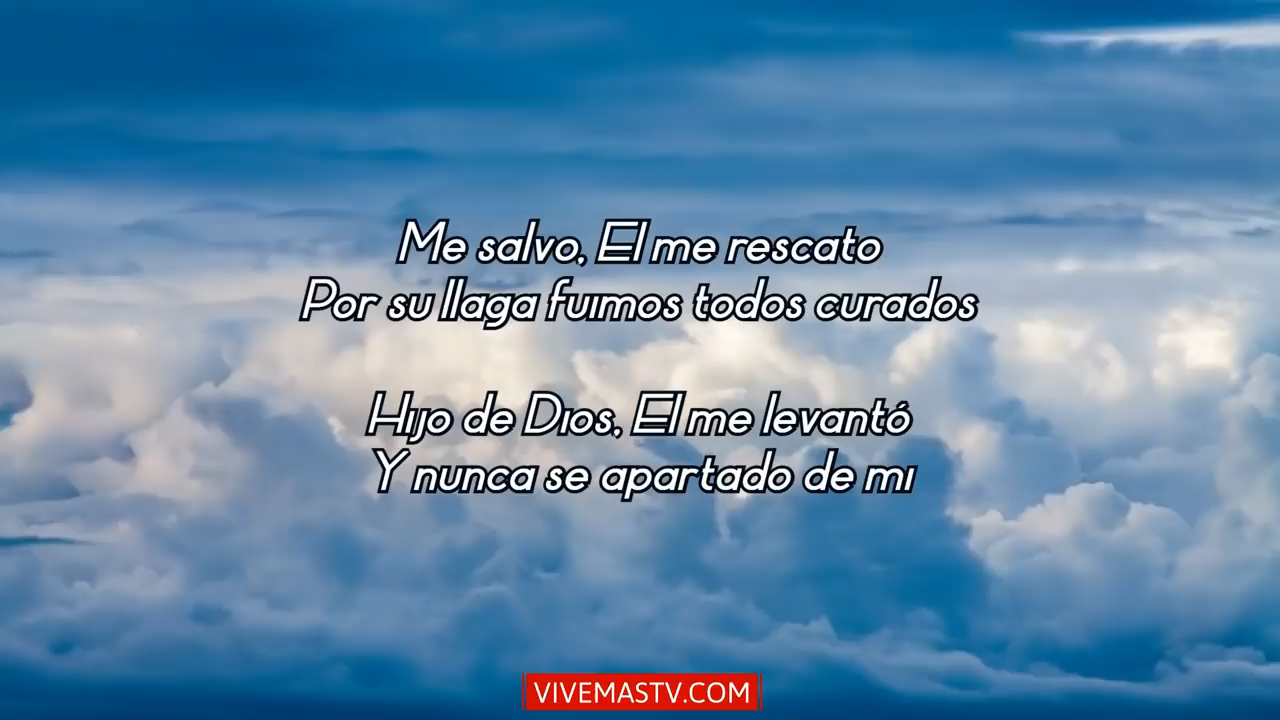 Me salvo, El me rescato
Por su llaga fuimos todos curados
Hijo de Dios, El me levantó
Y nunca se apartado de mi
VIVEMASTV.COM